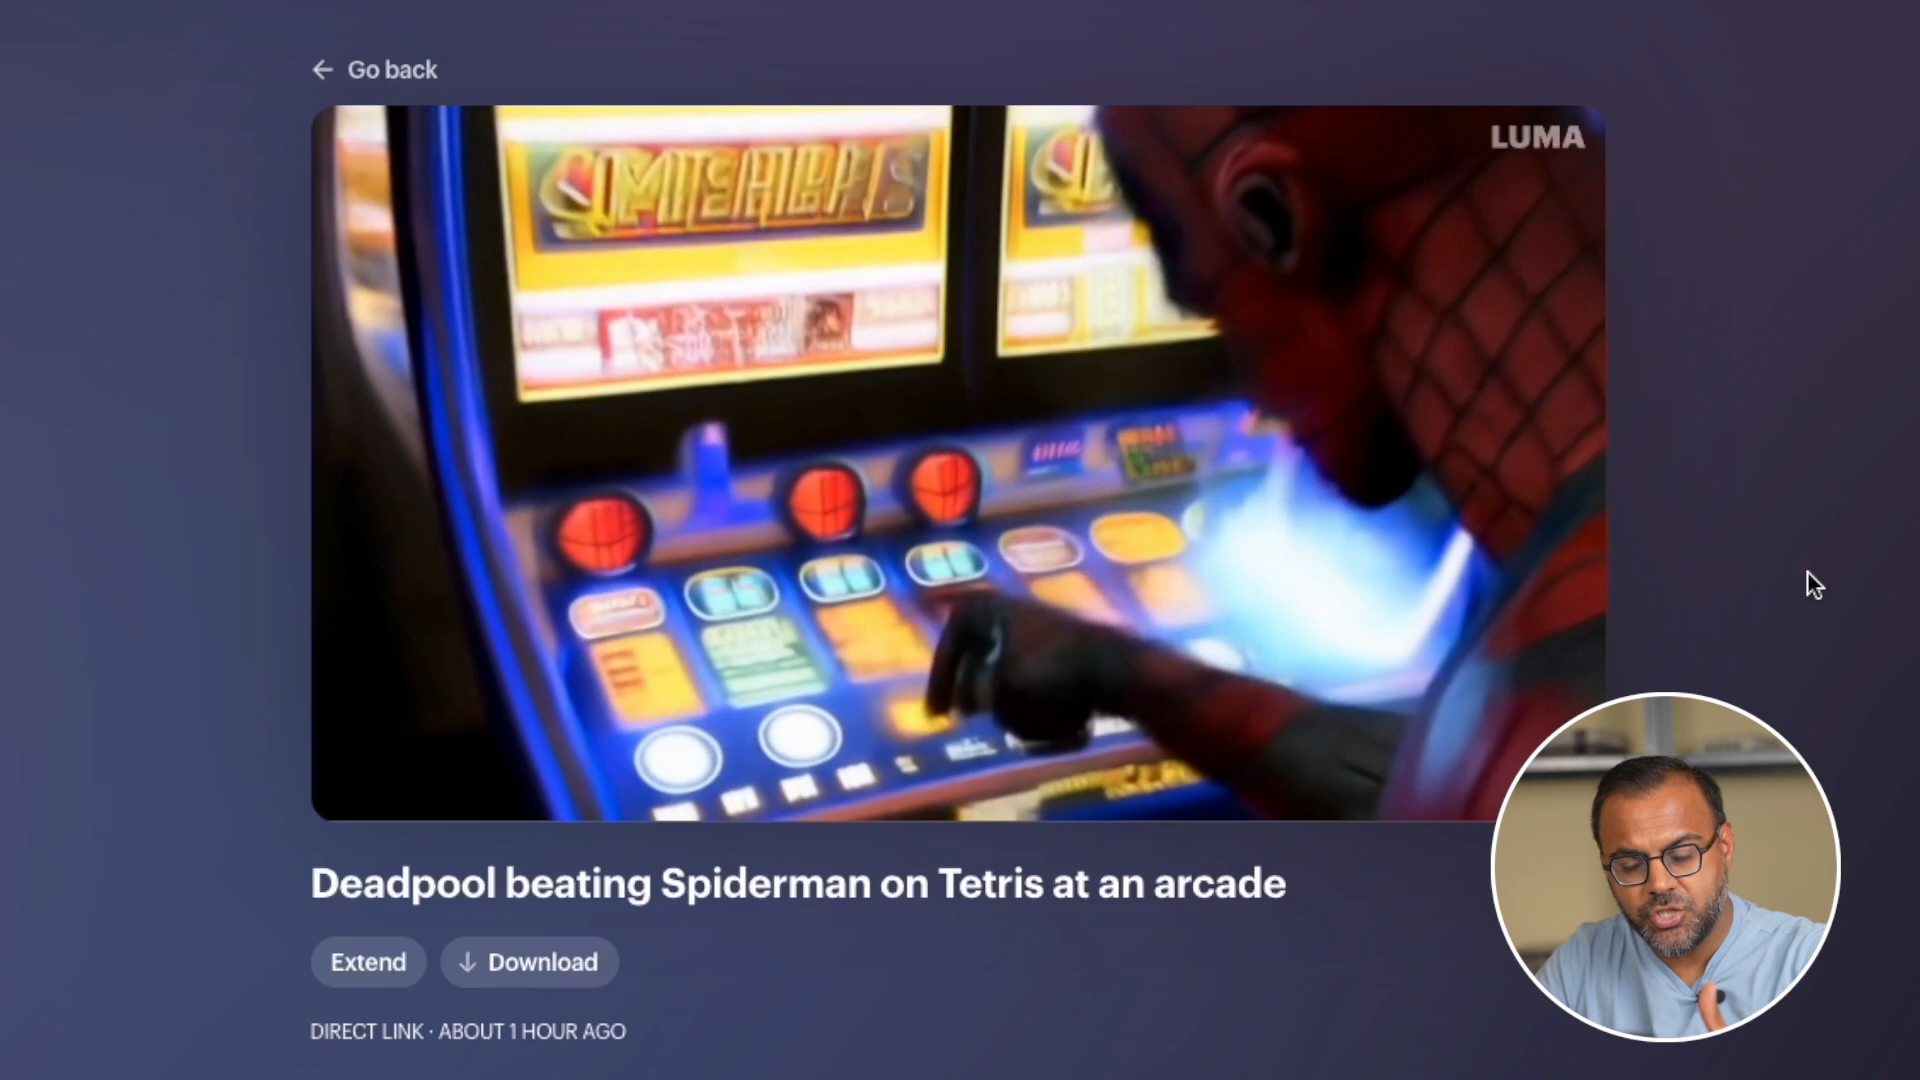 Go back
LUMA
Deadpool beating Spiderman on Tetris at an arcade
Extend
Download
DIRECT LINK · ABOUT 1 HOUR AGO